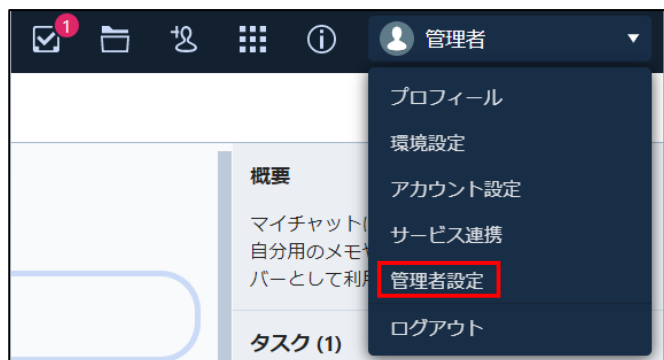 1
管理者
プロフィール
環境設定
アカウント設定
サービス連携
管理者設定
ログアウト
概要
マイチャット
自分用のメモ
バーとして利
タスク (1)